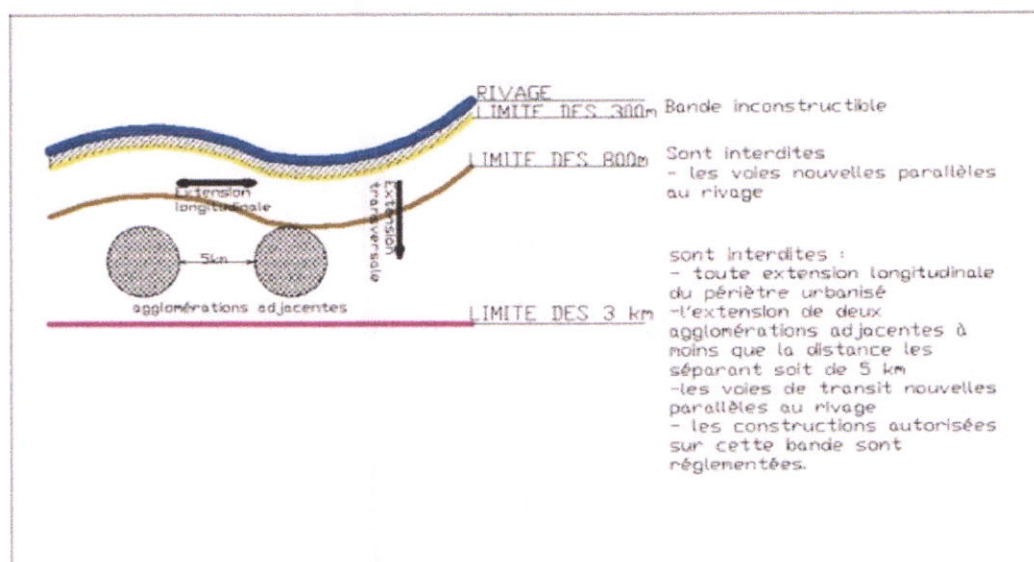 RIVAGE
LIMITE DES 300m
Bande inconstructible
LIMITE DES 800m
Sont interdites
- les voies nouvelles parallèles
au rivage
Extension
longitudinale
Extension
transversale
5km
agglomérations adjacentes
LIMITE DES 3 km
sont interdites :
- toute extension longitudinale
du périètre urbanisé
-l'extension de deux
agglomérations adjacentes à
moins que la distance les
séparant soit de 5 km
-les voies de transit nouvelles
parallèles au rivage
- les constructions autorisées
sur cette bande sont
réglementées.